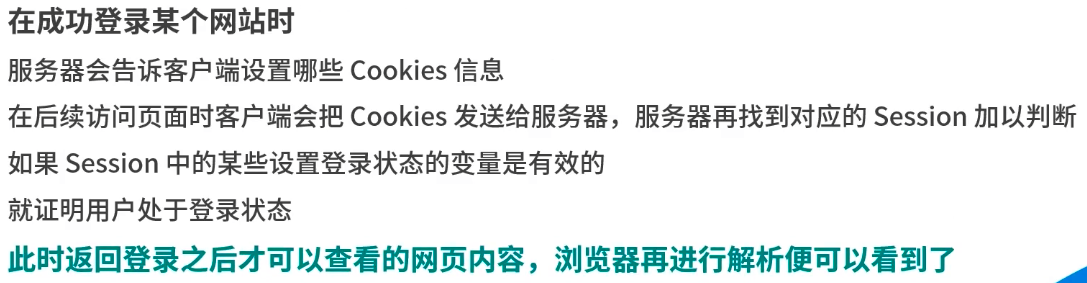 在成功登录某个网站时
服务器会告诉客户端设置哪些 Cookies 信息
在后续访问页面时客户端会把 Cookies 发送给服务器，服务器再找到对应的 Session 加以判断
如果 Session 中的某些设置登录状态的变量是有效的
就证明用户处于登录状态
此时返回登录之后才可以查看的网页内容，浏览器再进行解析便可以看到了